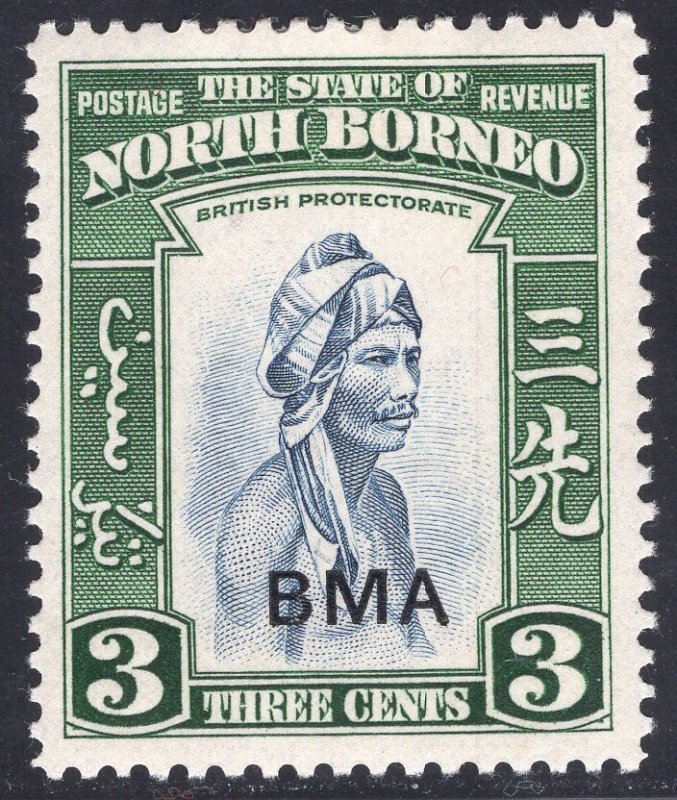 POSTAGE
THE STATE OF
REVENUE
NORTH BORNEO
BRITISH PROTECTORATE
三先
BMA
3
THREE CENTS
3